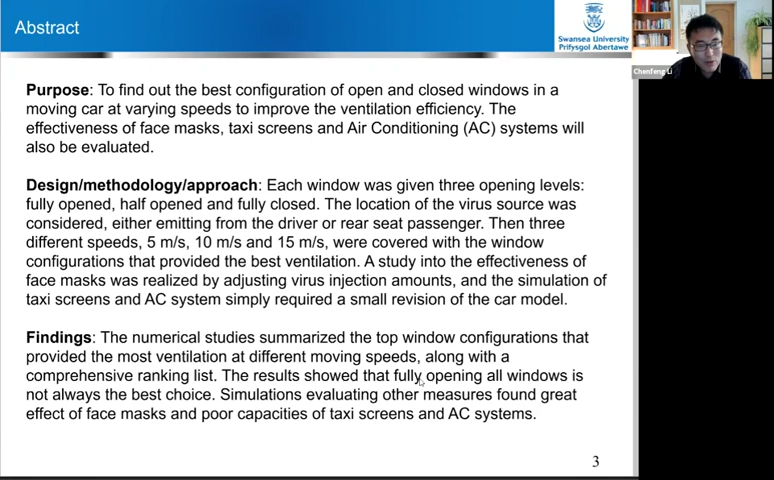 Abstract
Swansea University
Prifysgol Abertawe
Chenfeng Li
Purpose: To find out the best configuration of open and closed windows in a
moving car at varying speeds to improve the ventilation efficiency. The
effectiveness of face masks, taxi screens and Air Conditioning (AC) systems will
also be evaluated.
Design/methodology/approach: Each window was given three opening levels:
fully opened, half opened and fully closed. The location of the virus source was
considered, either emitting from the driver or rear seat passenger. Then three
different speeds, 5 m/s, 10 m/s and 15 m/s, were covered with the window
configurations that provided the best ventilation. A study into the effectiveness of
face masks was realized by adjusting virus injection amounts, and the simulation of
taxi screens and AC system simply required a small revision of the car model.
Findings: The numerical studies summarized the top window configurations that
provided the most ventilation at different moving speeds, along with a
comprehensive ranking list. The results showed that fully opening all windows is
not always the best choice. Simulations evaluating other measures found great
effect of face masks and poor capacities of taxi screens and AC systems.
3